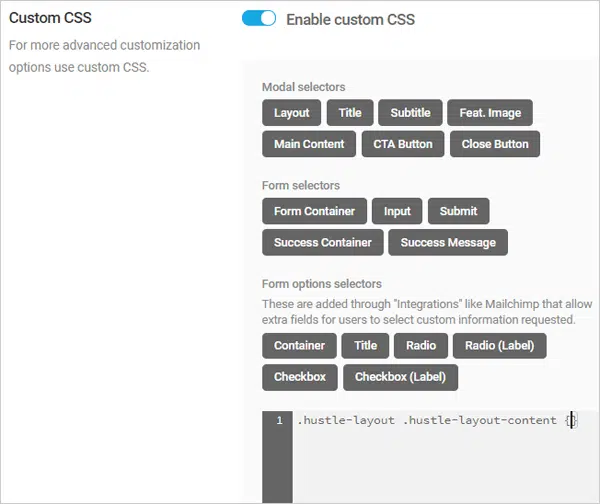 Custom CSS
Enable custom CSS
For more advanced customization
options use custom CSS.
Modal selectors
Layout Title Subtitle Feat. Image
Main Content CTA Button Close Button
Form selectors
Form Container Input Submit
Success Container Success Message
Form options selectors
These are added through "Integrations" like Mailchimp that allow
extra fields for users to select custom information requested.
Container Title Radio Radio (Label)
Checkbox Checkbox (Label)
1 .hustle-layout .hustle-layout-content {}